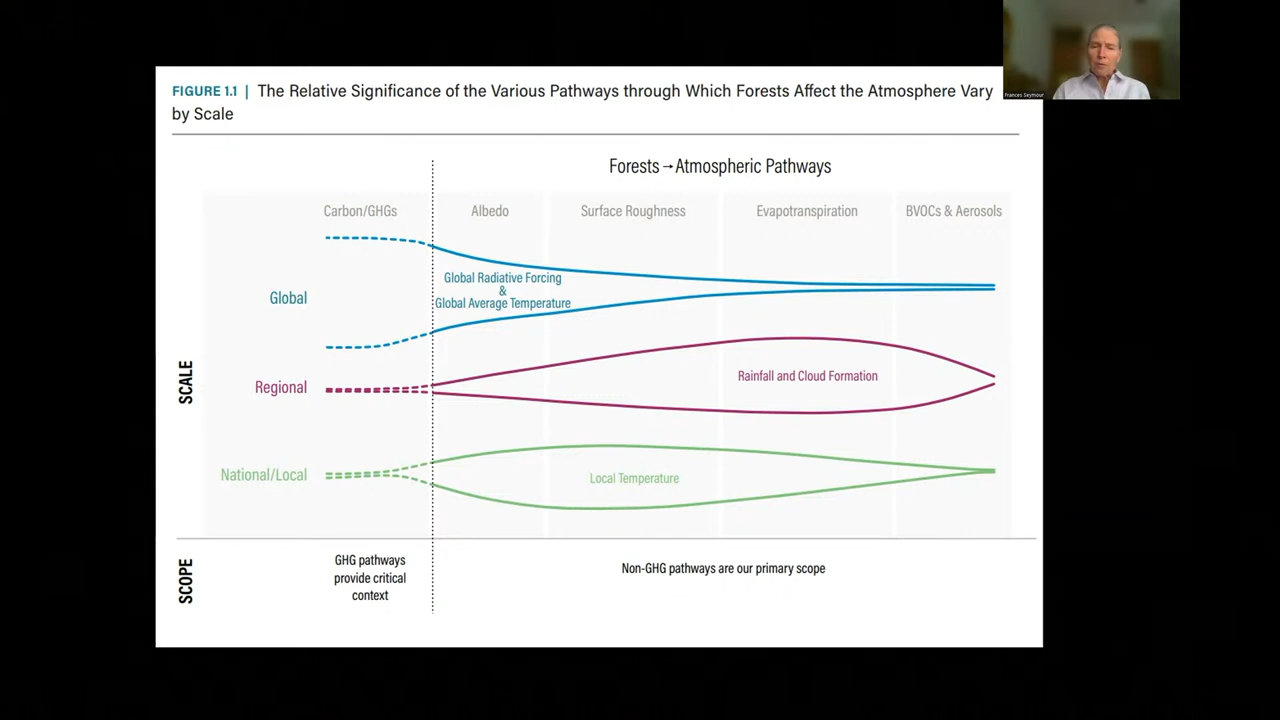 FIGURE 1.1 | The Relative Significance of the Various Pathways through Which Forests Affect the Atmosphere Vary
by Scale
Frances Seymour
Forests→Atmospheric Pathways
Carbon/GHGs
Albedo
Surface Roughness
Evapotranspiration
BVOCs & Aerosols
Global
Global Radiative Forcing
&
Global Average Temperature
SCALE
Regional
Rainfall and Cloud Formation
National/Local
Local Temperature
SCOPE
GHG pathways
provide critical
context
Non-GHG pathways are our primary scope